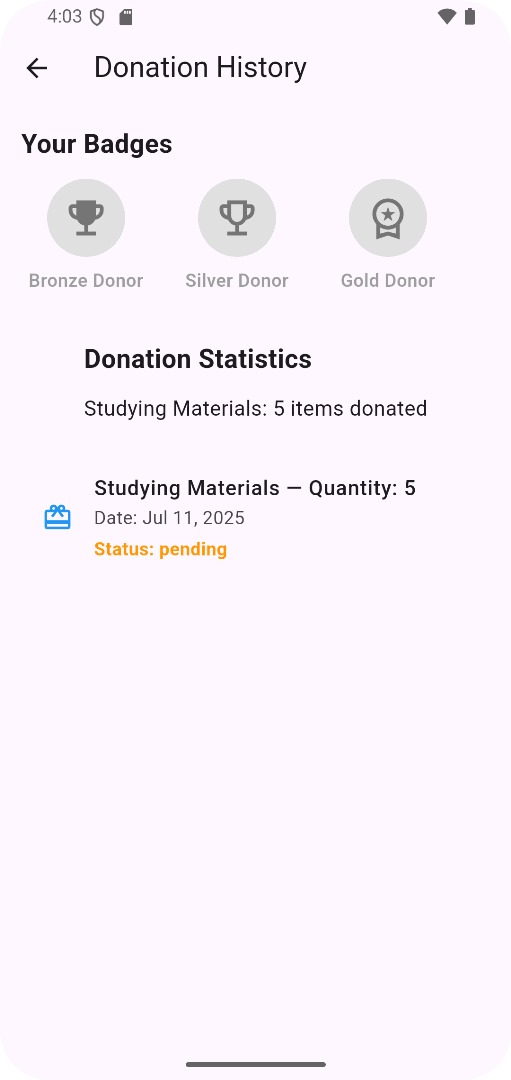 4:03
Donation History
Your Badges
Bronze Donor
Silver Donor
Gold Donor
Donation Statistics
Studying Materials: 5 items donated
Studying Materials — Quantity: 5
Date: Jul 11, 2025
Status: pending